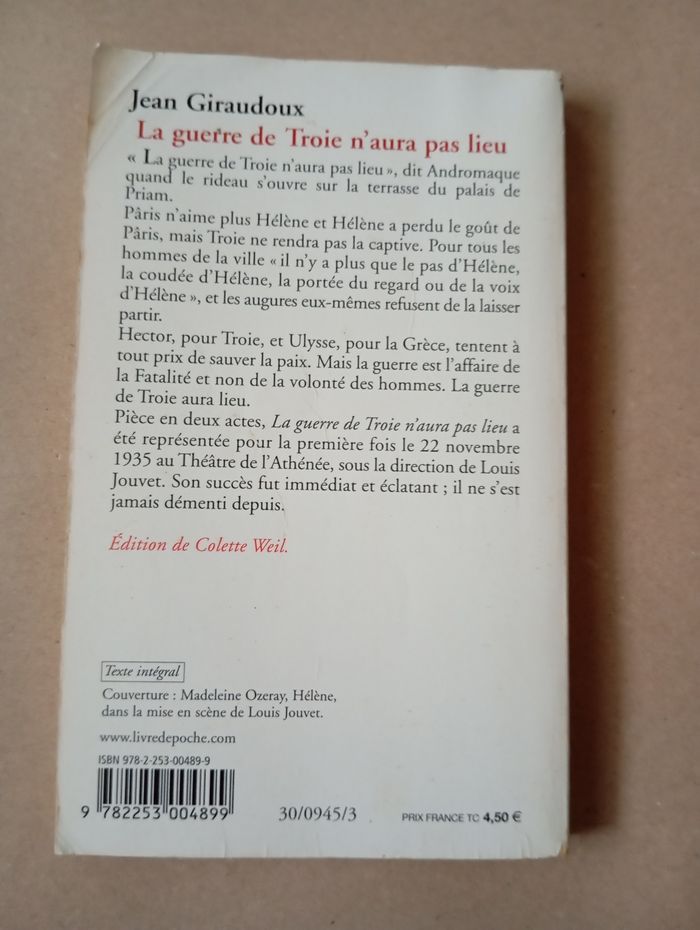 Jean Giraudoux
La guerre de Troie n'aura pas lieu
« La guerre de Troie n'aura pas lieu », dit Andromaque
quand le rideau s'ouvre sur la terrasse du palais de
Priam.
Pâris n'aime plus Hélène et Hélène a perdu le goût de
Pâris, mais Troie ne rendra pas la captive. Pour tous les
hommes de la ville « il n'y a plus que le pas d'Hélène,
la coudée d'Hélène, la portée du regard ou de la voix
d'Hélène », et les augures eux-mêmes refusent de la laisser
partir.
Hector, pour Troie, et Ulysse, pour la Grèce, tentent à
tout prix de sauver la paix. Mais la guerre est l'affaire de
la Fatalité et non de la volonté des hommes. La guerre
de Troie aura lieu.
Pièce en deux actes, La guerre de Troie n'aura pas lieu a
été représentée pour la première fois le 22 novembre
1935 au Théâtre de l'Athénée, sous la direction de Louis
Jouvet. Son succès fut immédiat et éclatant ; il ne s'est
jamais démenti depuis.
Édition de Colette Weil.
Texte intégral
Couverture : Madeleine Ozeray, Hélène,
dans la mise en scène de Louis Jouvet.
www.livredepoche.com
ISBN 978-2-253-00489-9
9 782253 004899
30/0945/3
PRIX FRANCE TC 4,50 €